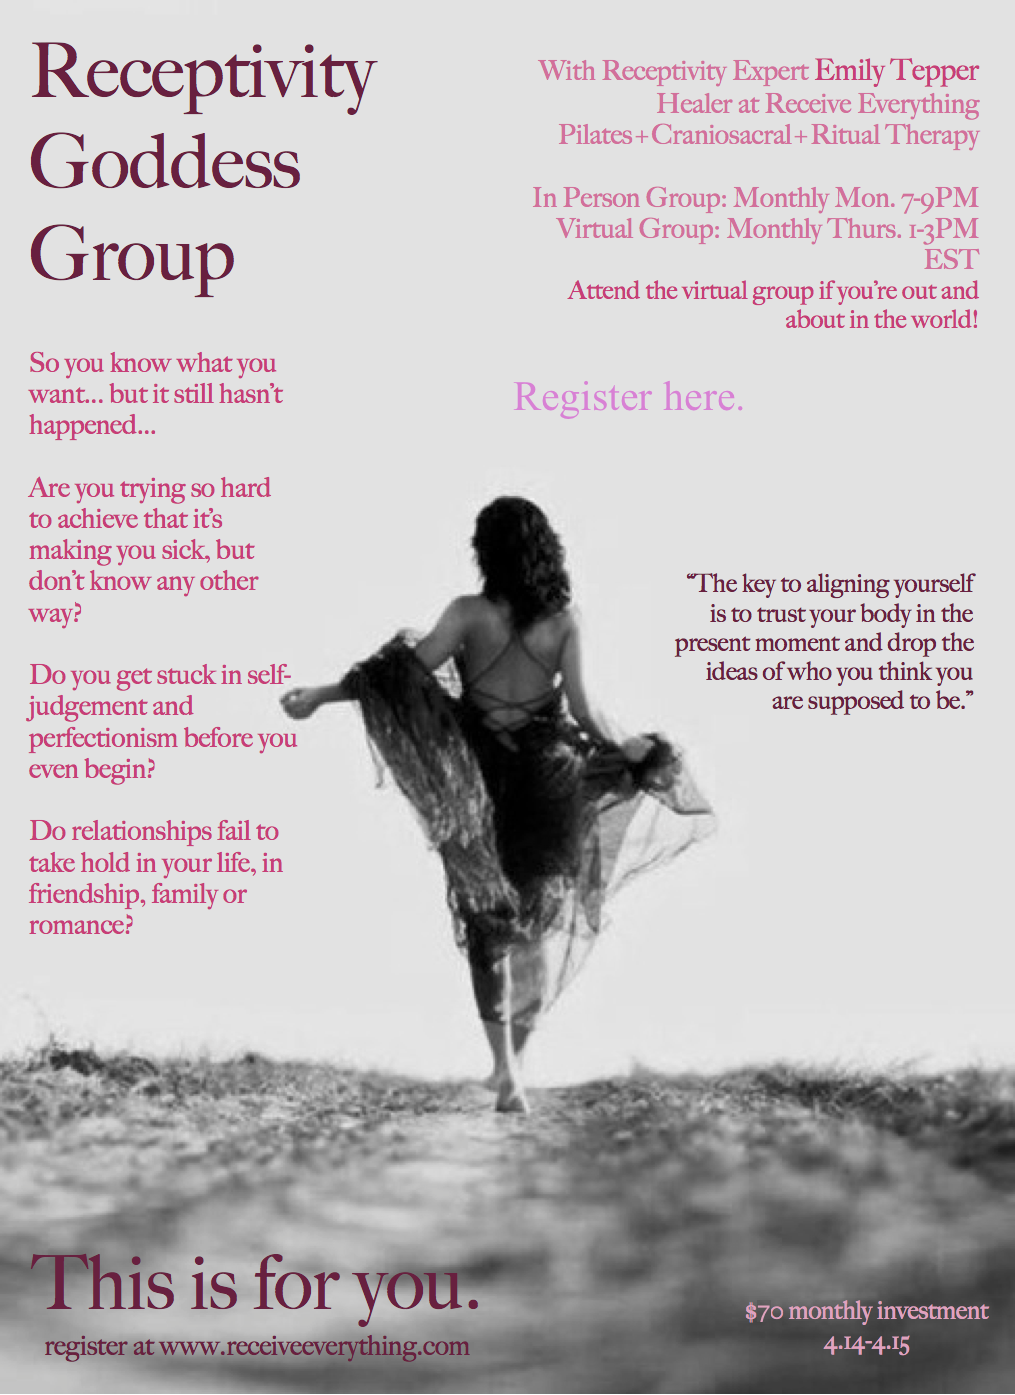 Receptivity
Goddess
Group
With Receptivity Expert Emily Tepper
Healer at Receive Everything
Pilates+Craniosacral+Ritual Therapy
In Person Group: Monthly Mon. 7-9PM
Virtual Group: Monthly Thurs. 1-3PM
EST
Attend the virtual group if you're out and
about in the world!
Register here.
So you know what you
want... but it still hasn't
happened...
Are you trying so hard
to achieve that it's
making you sick, but
don't know any other
way?
Do you get stuck in self-
judgement and
perfectionism before you
even begin?
Do relationships fail to
take hold in your life, in
friendship, family or
romance?
“The key to aligning yourself
is to trust your body in the
present moment and drop the
ideas of who you think you
are supposed to be.”
This is for you.
register at www.receiveeverything.com
$70 monthly investment
4.14-4.15